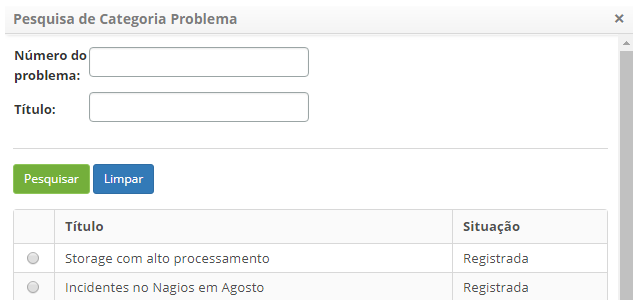 Pesquisa de Categoria Problema ×
Número do
problema:
Título:
Pesquisar Limpar
Título Situação
Storage com alto processamento Registrada
Incidentes no Nagios em Agosto Registrada